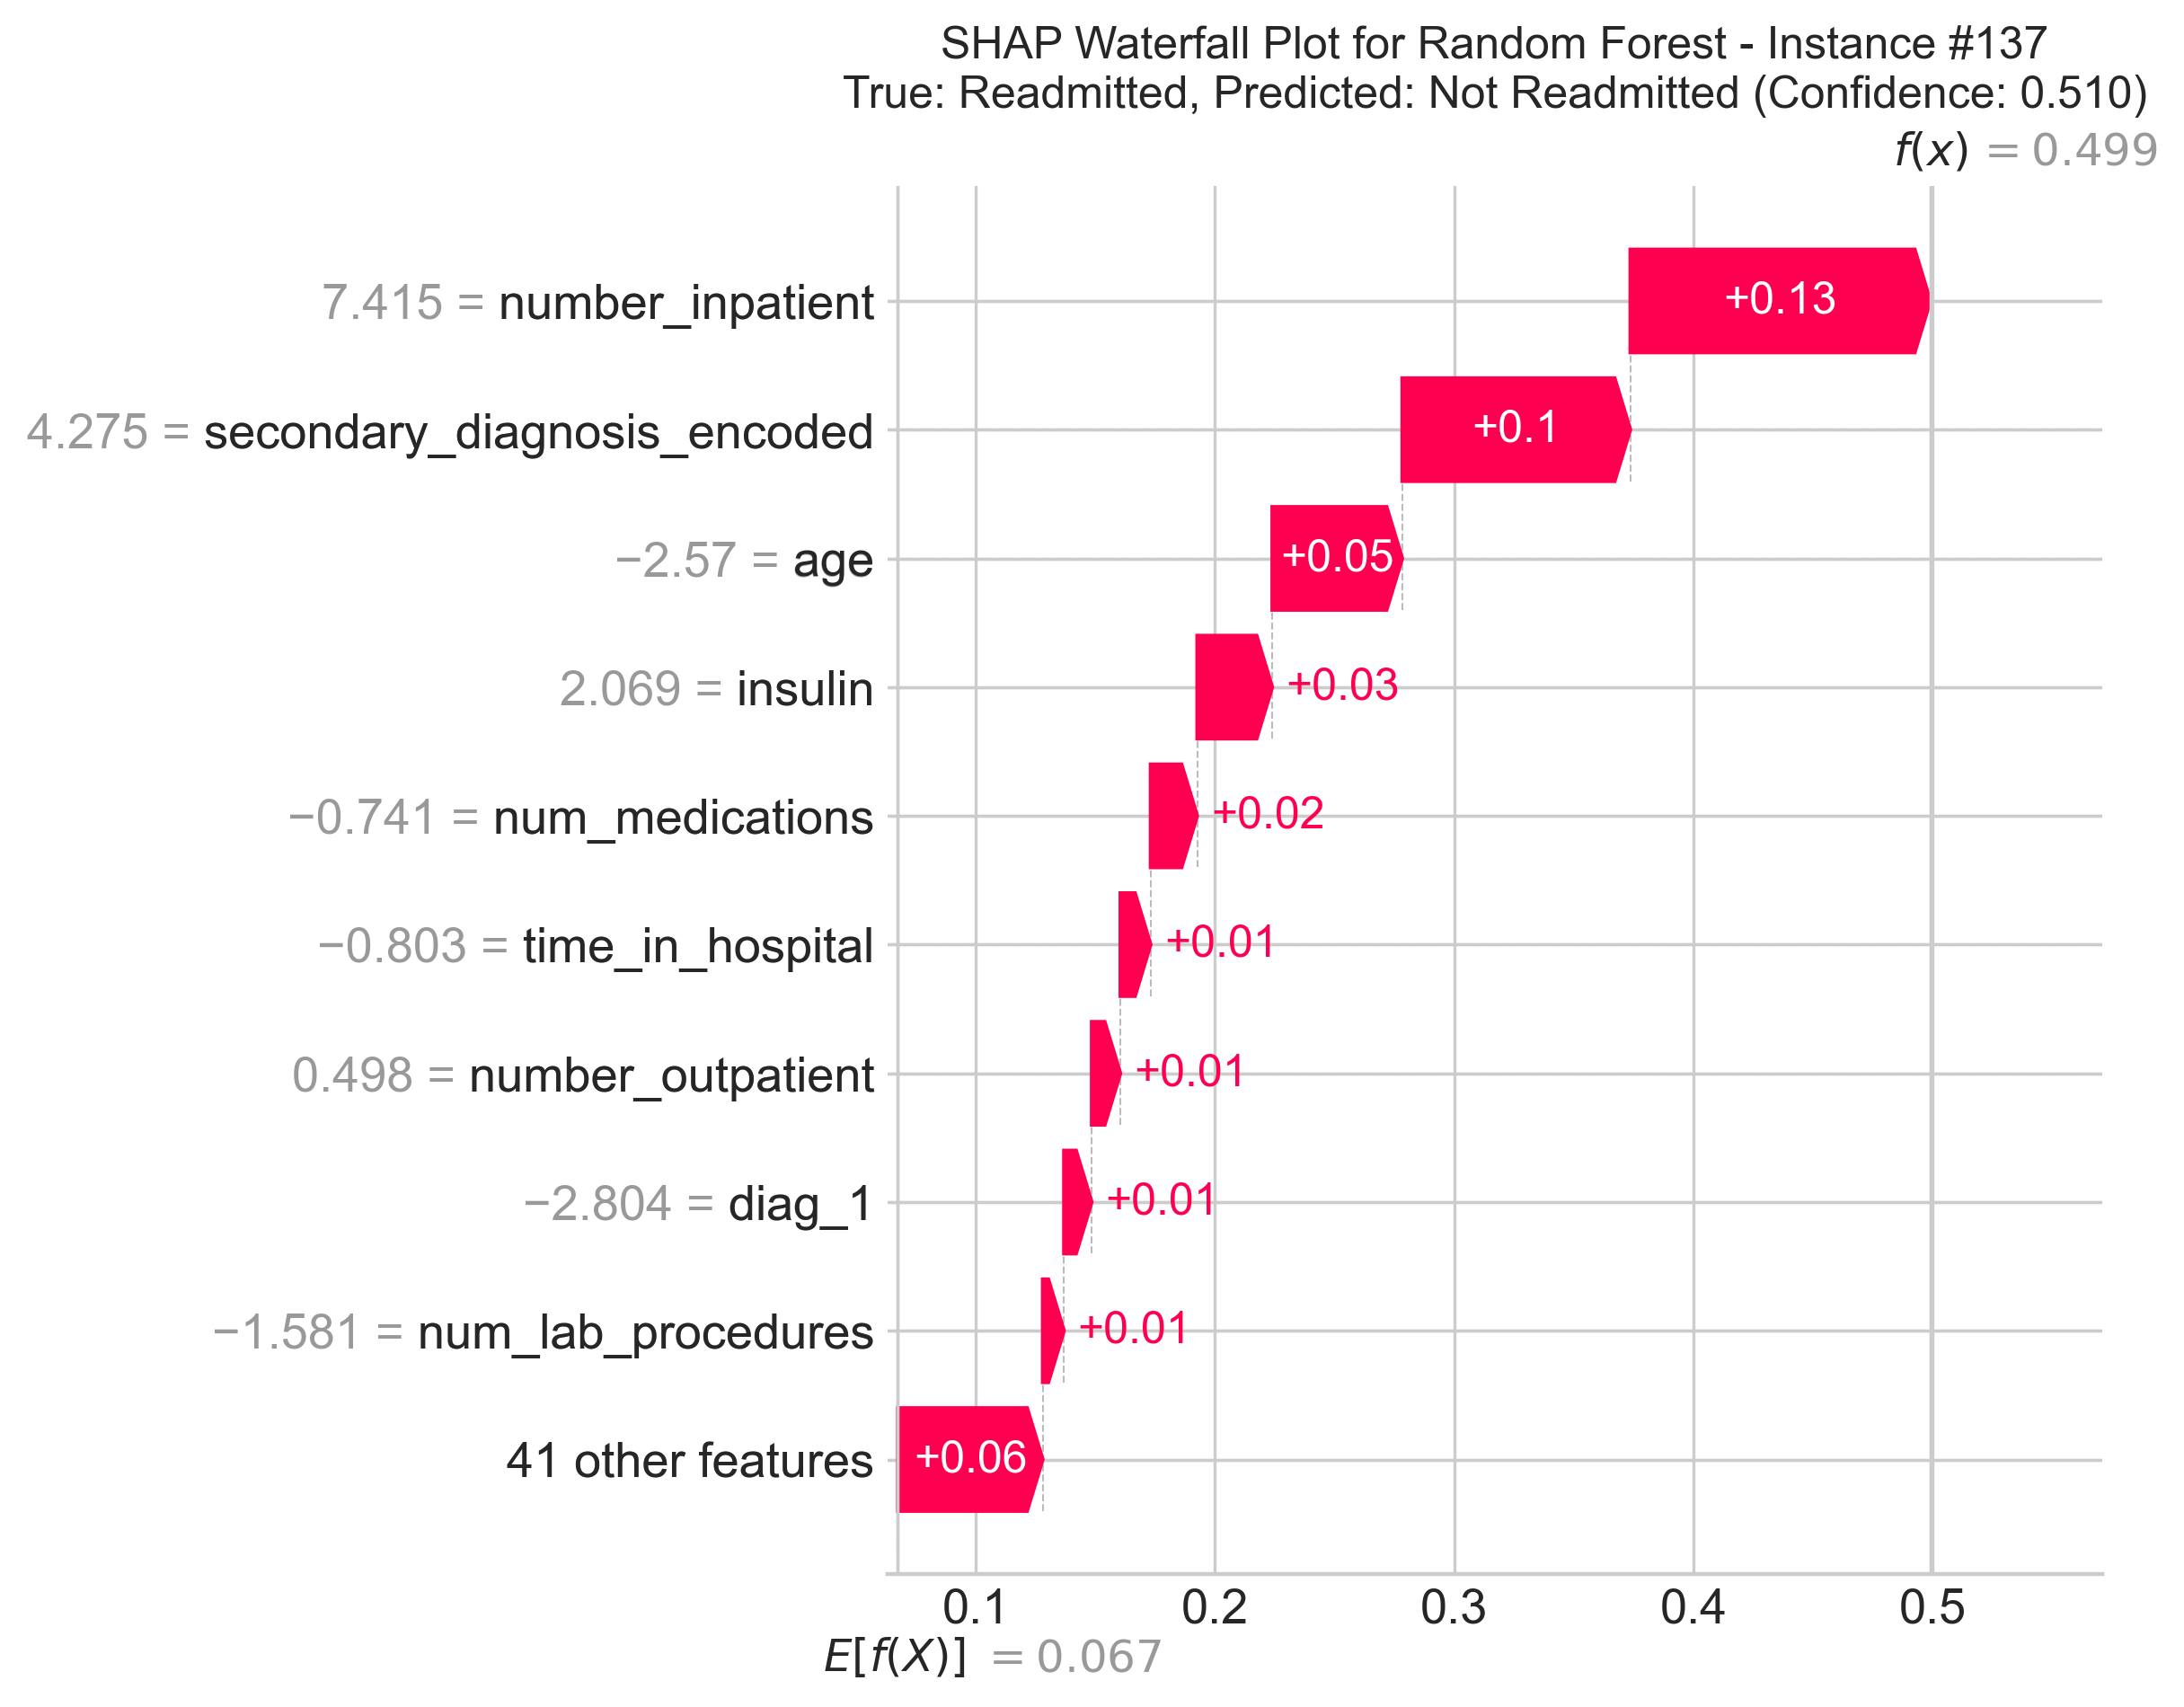 SHAP Waterfall Plot for Random Forest - Instance #137
True: Readmitted, Predicted: Not Readmitted (Confidence: 0.510)
f(x) = 0.499
7.415 = number_inpatient
+0.13
4.275 = secondary_diagnosis_encoded
+0.1
−2.57 = age
+0.05
2.069 = insulin
+0.03
−0.741 = num_medications
+0.02
−0.803 = time_in_hospital
+0.01
0.498 = number_outpatient
+0.01
−2.804 = diag_1
+0.01
−1.581 = num_lab_procedures
+0.01
41 other features
+0.06
0.1 0.2 0.3 0.4 0.5
E[f(X)] = 0.067